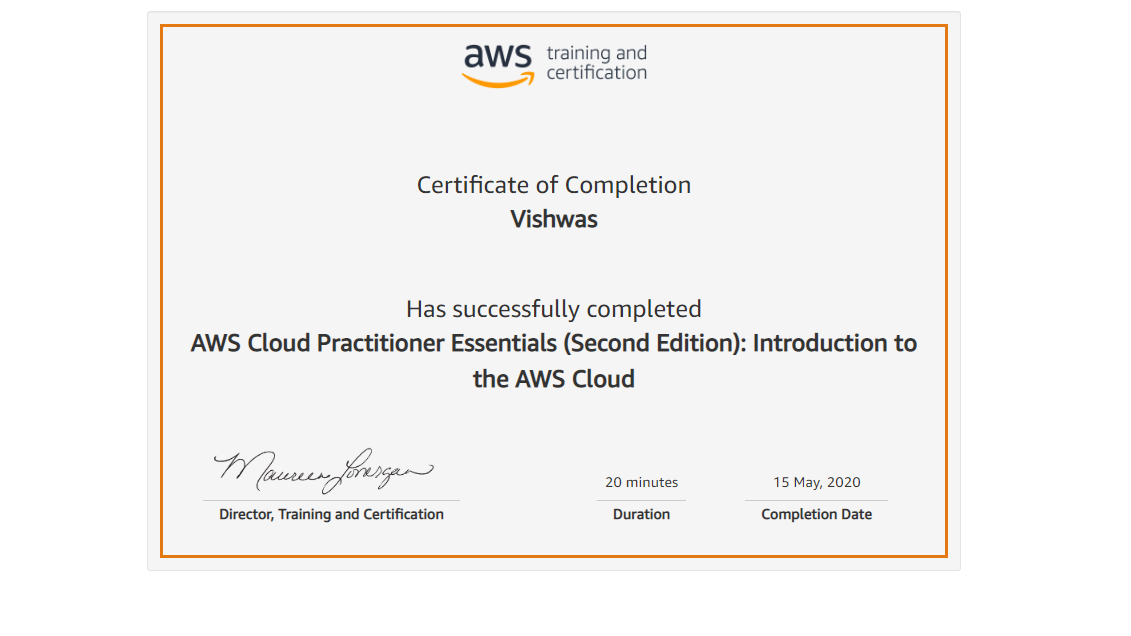 aws training and
certification
Certificate of Completion
Vishwas
Has successfully completed
AWS Cloud Practitioner Essentials (Second Edition): Introduction to
the AWS Cloud
Maureen Lonergan
20 minutes
15 May, 2020
Director, Training and Certification
Duration
Completion Date